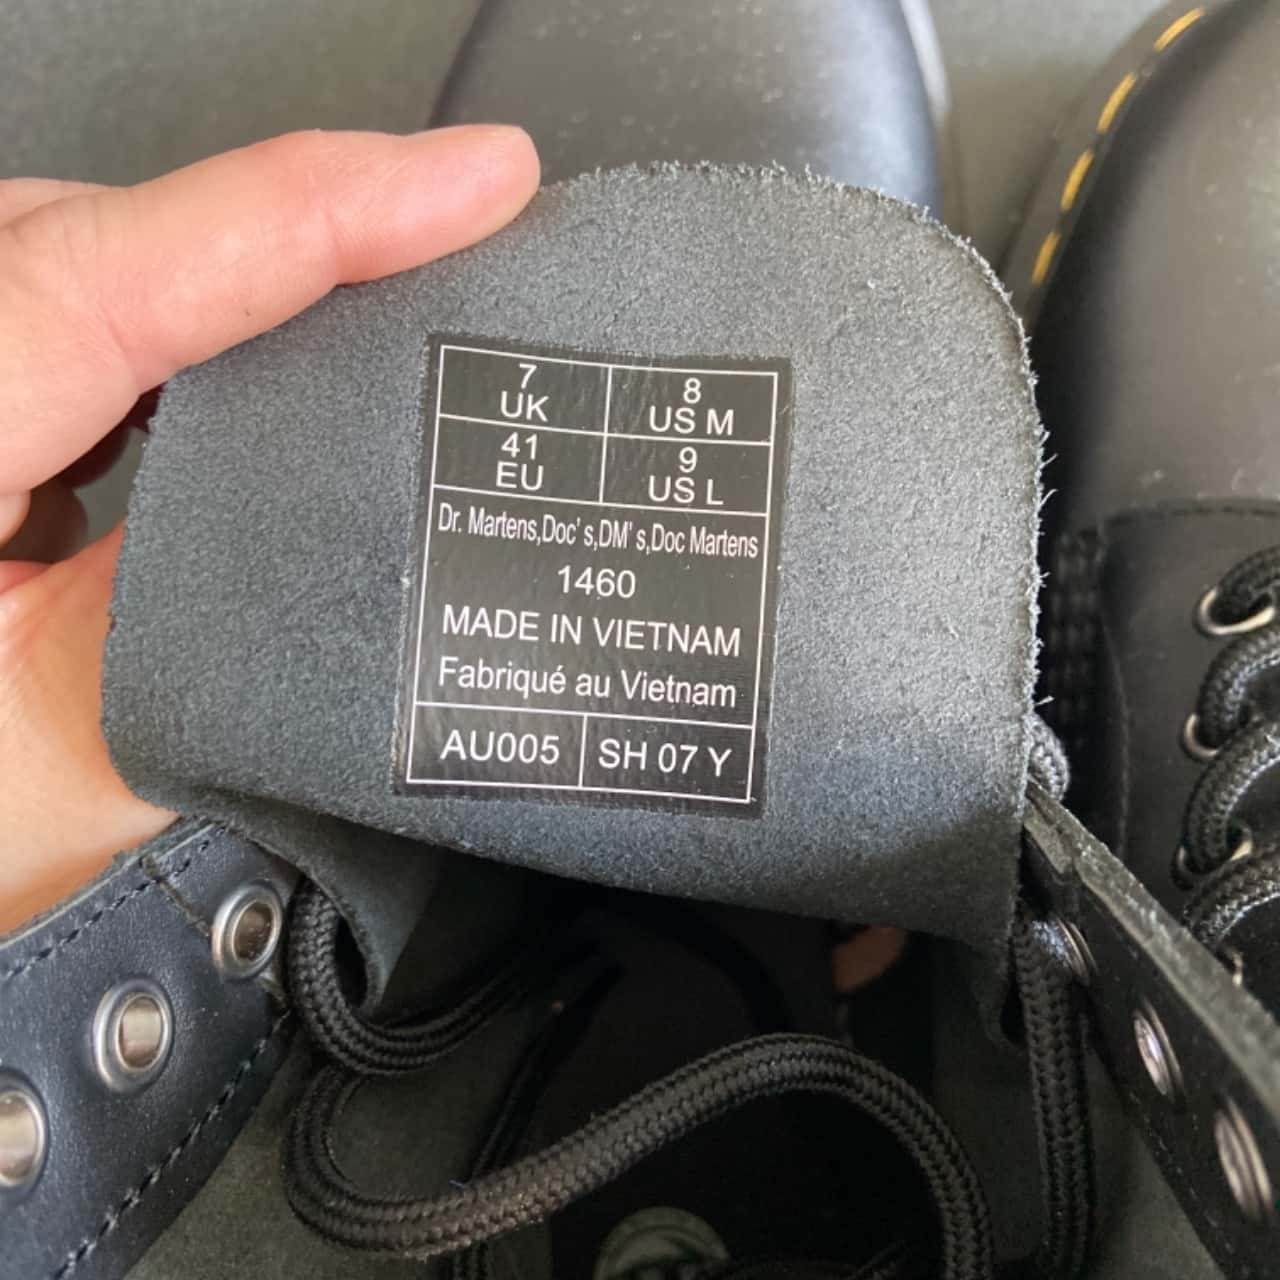 7
UK
8
US M
41
EU
9
US L
Dr. Martens,Doc' s,DM' s,Doc Martens
1460
MADE IN VIETNAM
Fabriqué au Vietnam
AU005
SH 07 Y